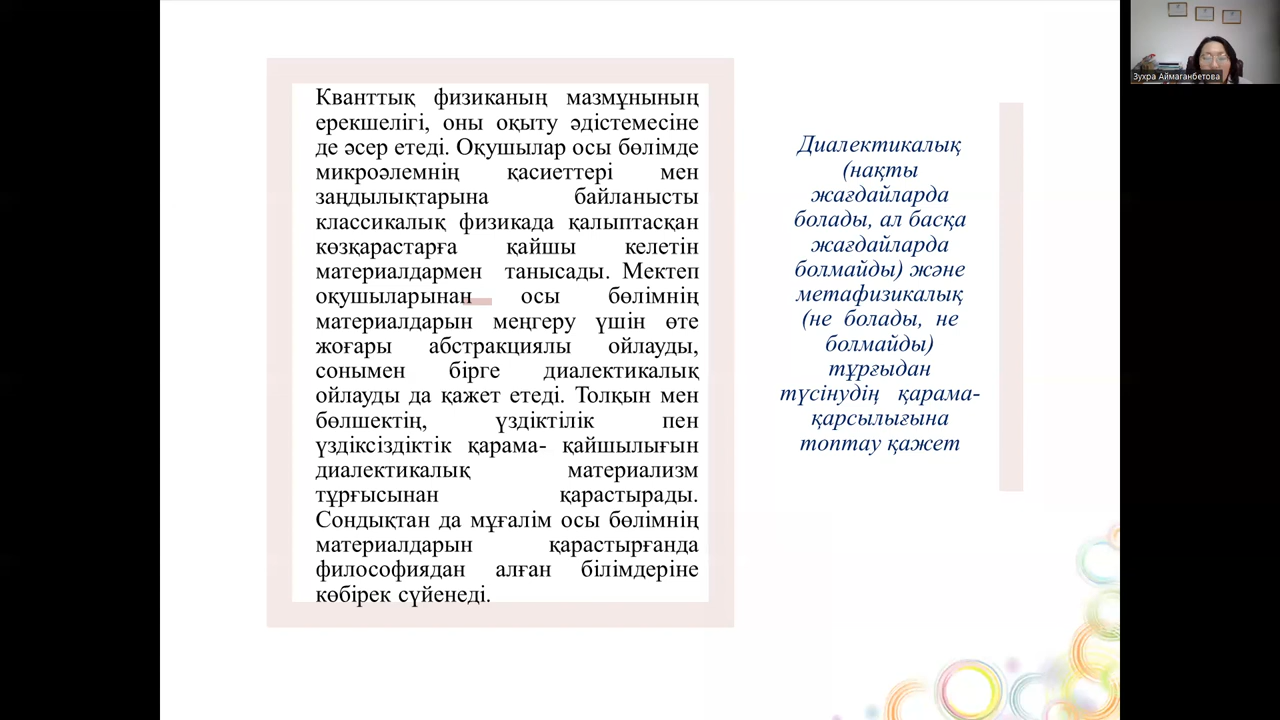 Кванттық физиканың мазмұнының
ерекшелігі, оны оқыту әдістемесіне
де әсер етеді. Оқушылар осы бөлімде
микроәлемнің қасиеттері мен
заңдылықтарына байланысты
классикалық физикада қалыптасқан
көзқарастарға қайшы келетін
материалдармен танысады. Мектеп
оқушыларынан осы бөлімнің
материалдарын меңгеру үшін өте
жоғары абстракциялы ойлауды,
сонымен бірге диалектикалық
ойлауды да қажет етеді. Толқын мен
бөлшектің, үздіктілік пен
үздіксіздіктік қарама- қайшылығын
диалектикалық материализм
тұрғысынан қарастырады.
Сондықтан да мұғалім осы бөлімнің
материалдарын қарастырғанда
философиядан алған білімдеріне
көбірек сүйенеді.
Диалектикалық
(нақты
жағдайларда
болады, ал басқа
жағдайларда
болмайды) және
метафизикалық
(не болады, не
болмайды)
тұрғыдан
түсінудің қарама-
қарсылығына
топтау қажет
Зухра Аймаганбетова